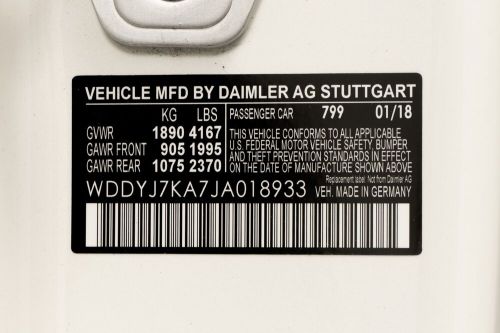 VEHICLE MFD BY DAIMLER AG STUTTGART
KG LBS
PASSENGER CAR 799 01/18
GVWR 1890 4167
GAWR FRONT 905 1995
GAWR REAR 1075 2370
THIS VEHICLE CONFORMS TO ALL APPLICABLE
U.S. FEDERAL MOTOR VEHICLE SAFETY, BUMPER,
AND THEFT PREVENTION STANDARDS IN EFFECT
ON THE DATE OF MANUFACTURE SHOWN ABOVE.
Replacement Label: Not from Daimler AG
WDDYJ7KA7JA018933
VEH. MADE IN GERMANY